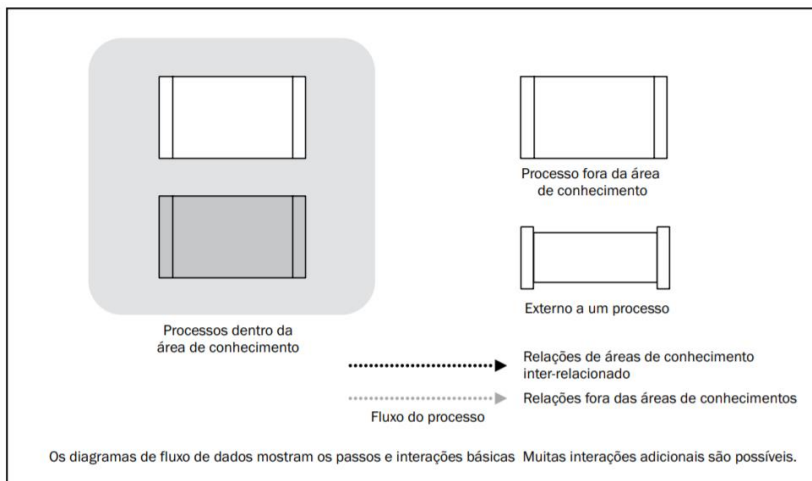 Processo fora da área
de conhecimento
Externo a um processo
Processos dentro da
área de conhecimento
Relações de áreas de conhecimento
inter-relacionado
Relações fora das áreas de conhecimentos
Fluxo do processo
Os diagramas de fluxo de dados mostram os passos e interações básicas Muitas interações adicionais são possíveis.